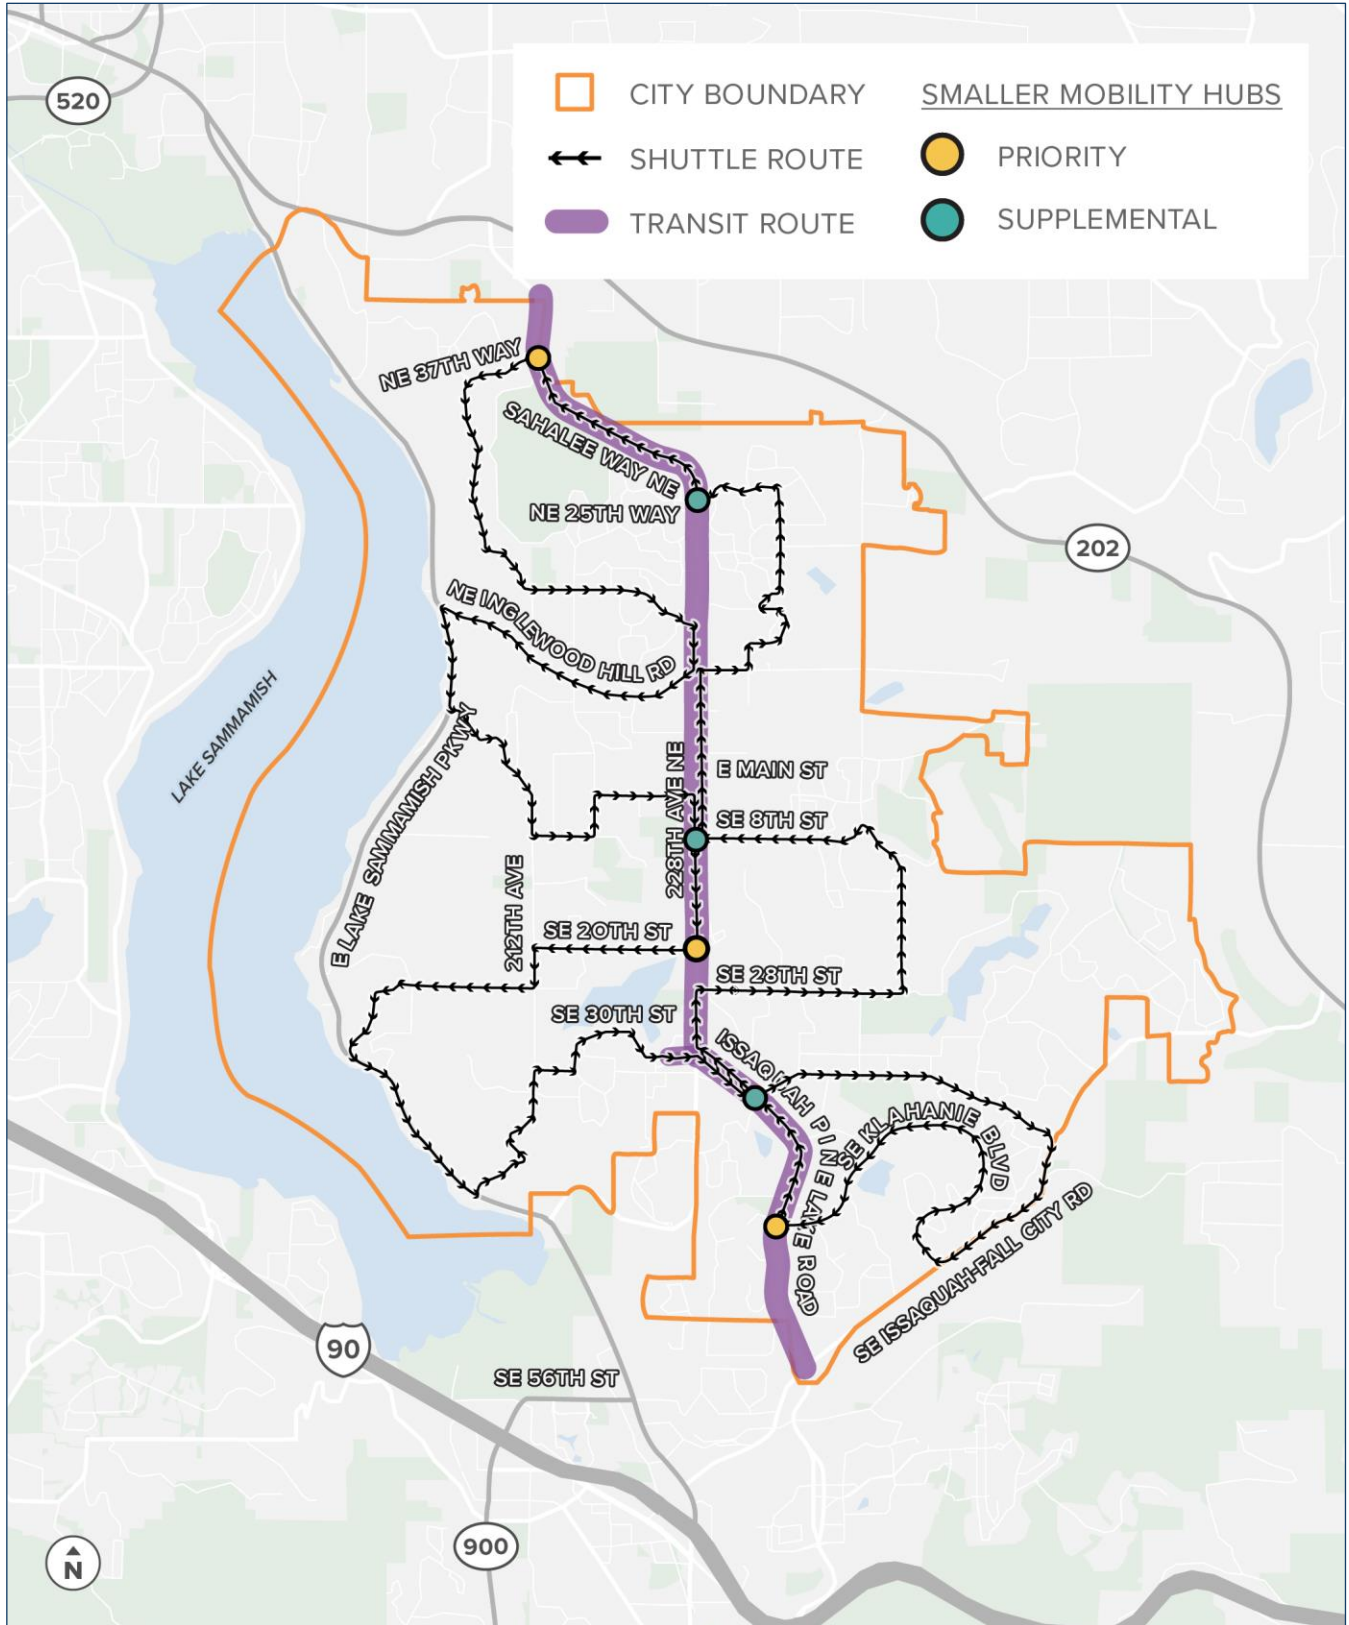 520
CITY BOUNDARY
SHUTTLE ROUTE
TRANSIT ROUTE
SMALLER MOBILITY HUBS
PRIORITY
SUPPLEMENTAL
NE 37TH WAY
SAHALEE WAY NE
NE 25TH WAY
202
NE INGLEWOOD HILL RD
LAKE SAMMAMISH
E LAKE SAMMAMISH PKWY
228TH AVE NE
E MAIN ST
SE 8TH ST
212TH AVE
SE 20TH ST
SE 28TH ST
SE 30TH ST
ISSAQUAH PINE LAKE ROAD
SE KLAHANIE BLVD
SE ISSAQUAH-FALL CITY RD
90
SE 56TH ST
900
N